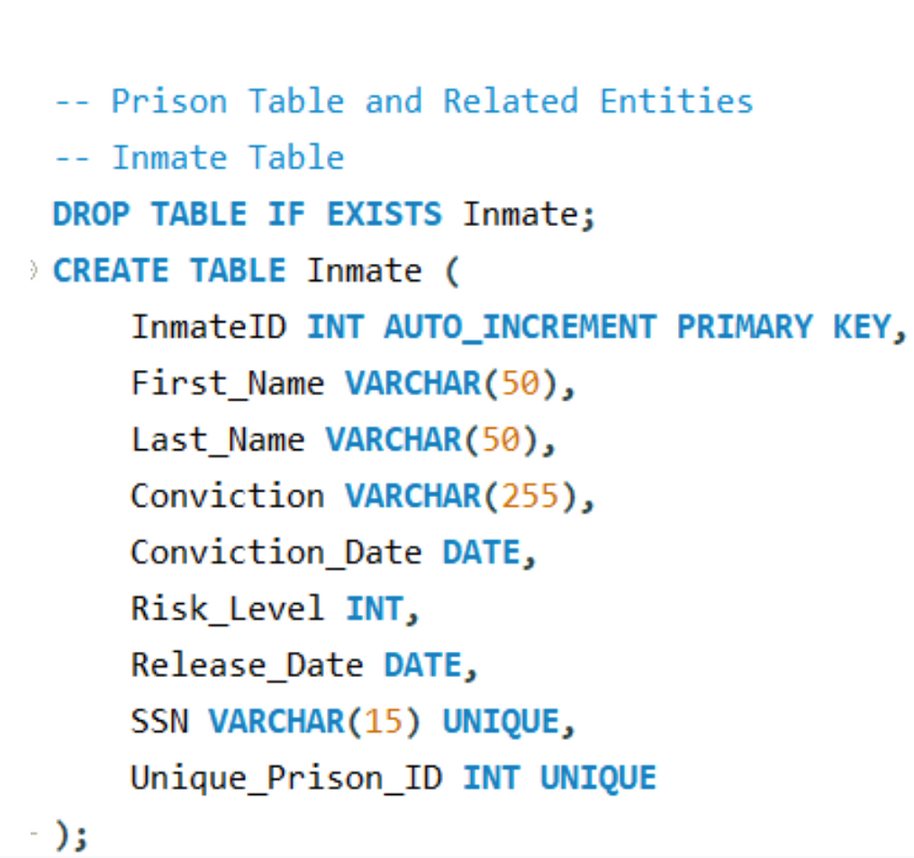 -- Prison Table and Related Entities
-- Inmate Table
DROP TABLE IF EXISTS Inmate;
CREATE TABLE Inmate (
InmateID INT AUTO_INCREMENT PRIMARY KEY,
First_Name VARCHAR(50),
Last_Name VARCHAR(50),
Conviction VARCHAR(255),
Conviction_Date DATE,
Risk_Level INT,
Release_Date DATE,
SSN VARCHAR(15) UNIQUE,
Unique_Prison_ID INT UNIQUE
);